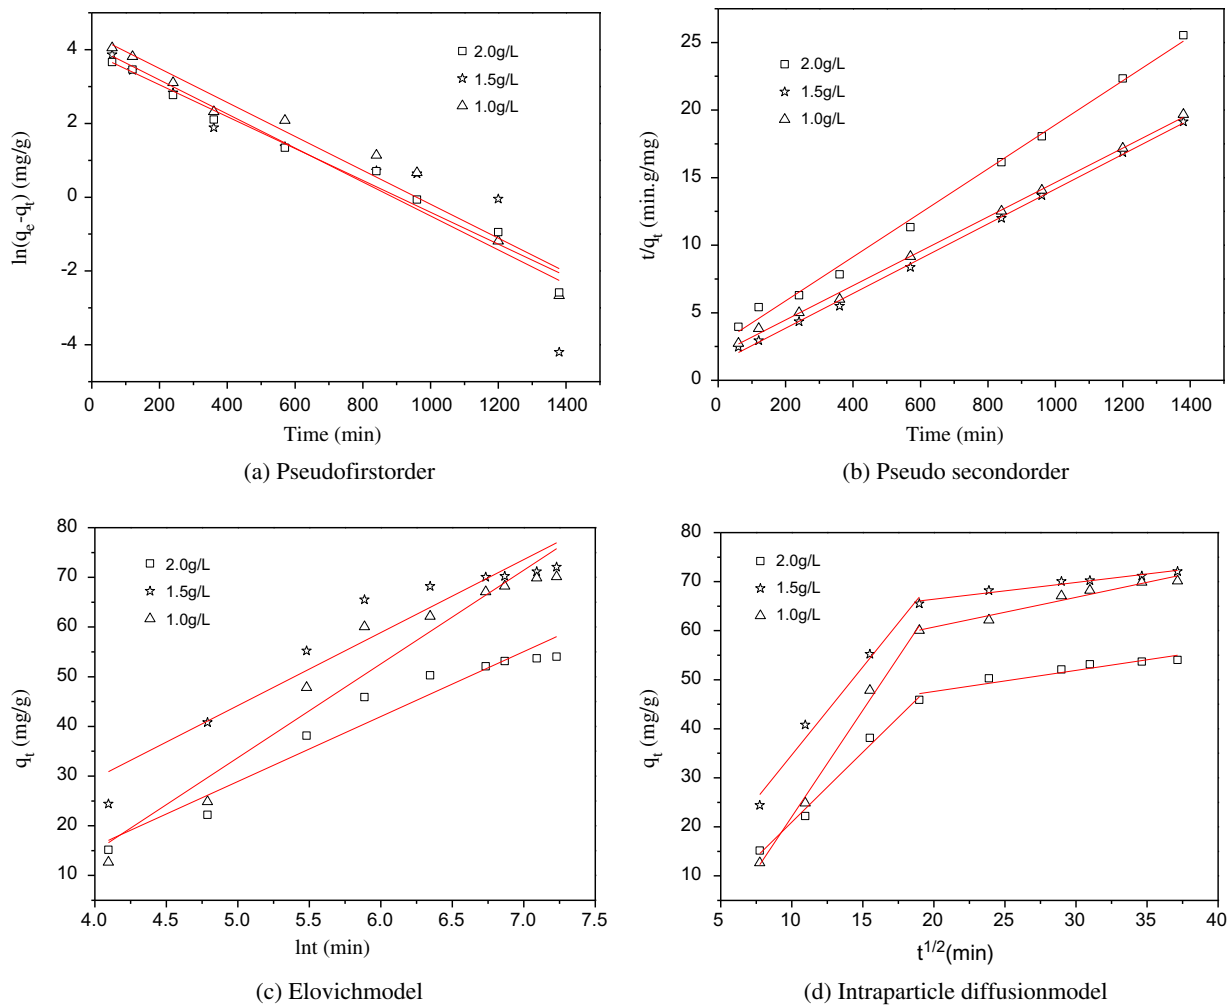 4
2
0
-2
-4
ln(qe-qt) (mg/g)
2.0g/L
1.5g/L
1.0g/L
0 200 400 600 800 1000 1200 1400
Time (min)
(a) Pseudofirstorder
25
20
15
10
5
0
t/qt (min.g/mg)
2.0g/L
1.5g/L
1.0g/L
0 200 400 600 800 1000 1200 1400
Time (min)
(b) Pseudo secondorder
80
70
60
50
40
30
20
10
qt (mg/g)
2.0g/L
1.5g/L
1.0g/L
4.0 4.5 5.0 5.5 6.0 6.5 7.0 7.5
lnt (min)
(c) Elovichmodel
80
70
60
50
40
30
20
10
qt (mg/g)
2.0g/L
1.5g/L
1.0g/L
5 10 15 20 25 30 35 40
t1/2(min)
(d) Intraparticle diffusionmodel